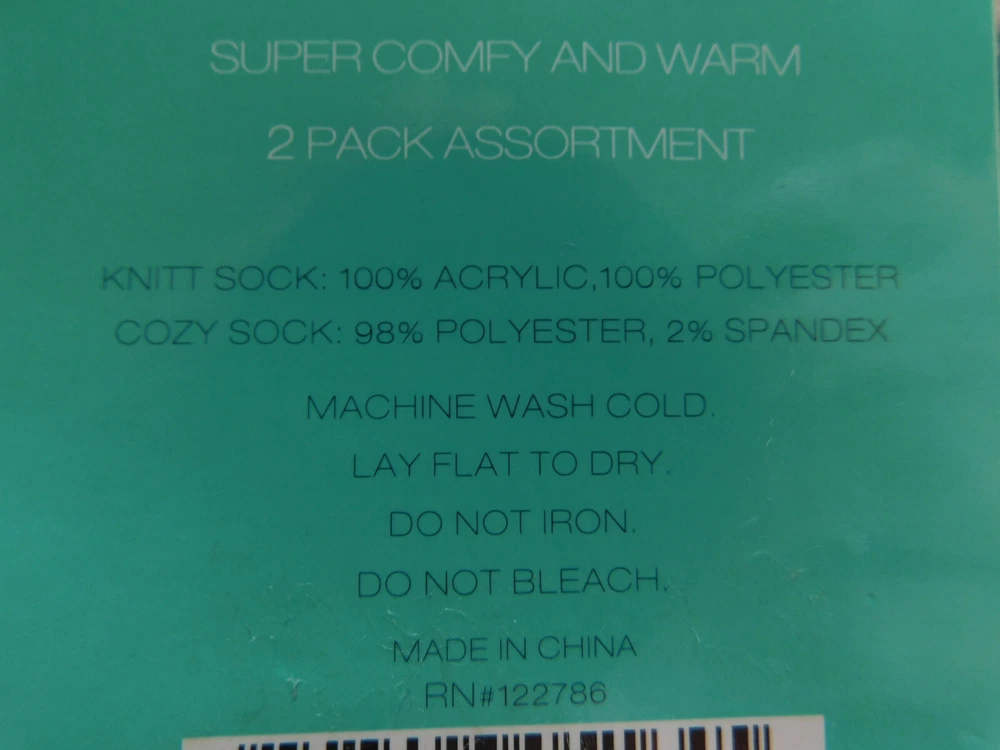 SUPER COMFY AND WARM
2 PACK ASSORTMENT
KNITT SOCK: 100% ACRYLIC,100% POLYESTER
COZY SOCK: 98% POLYESTER, 2% SPANDEX
MACHINE WASH COLD.
LAY FLAT TO DRY.
DO NOT IRON.
DO NOT BLEACH.
MADE IN CHINA
RN#122786